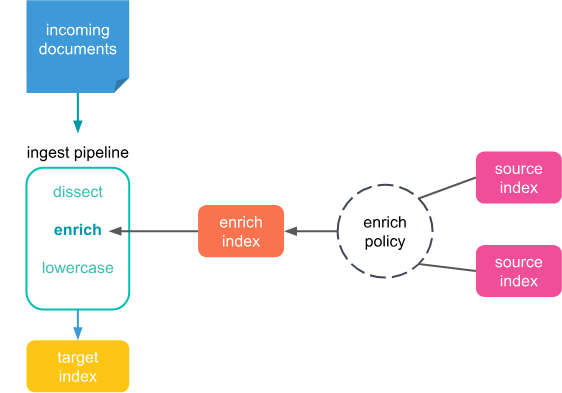 incoming
documents
ingest pipeline
dissect
enrich
lowercase
target
index
enrich
index
enrich
policy
source
index
source
index